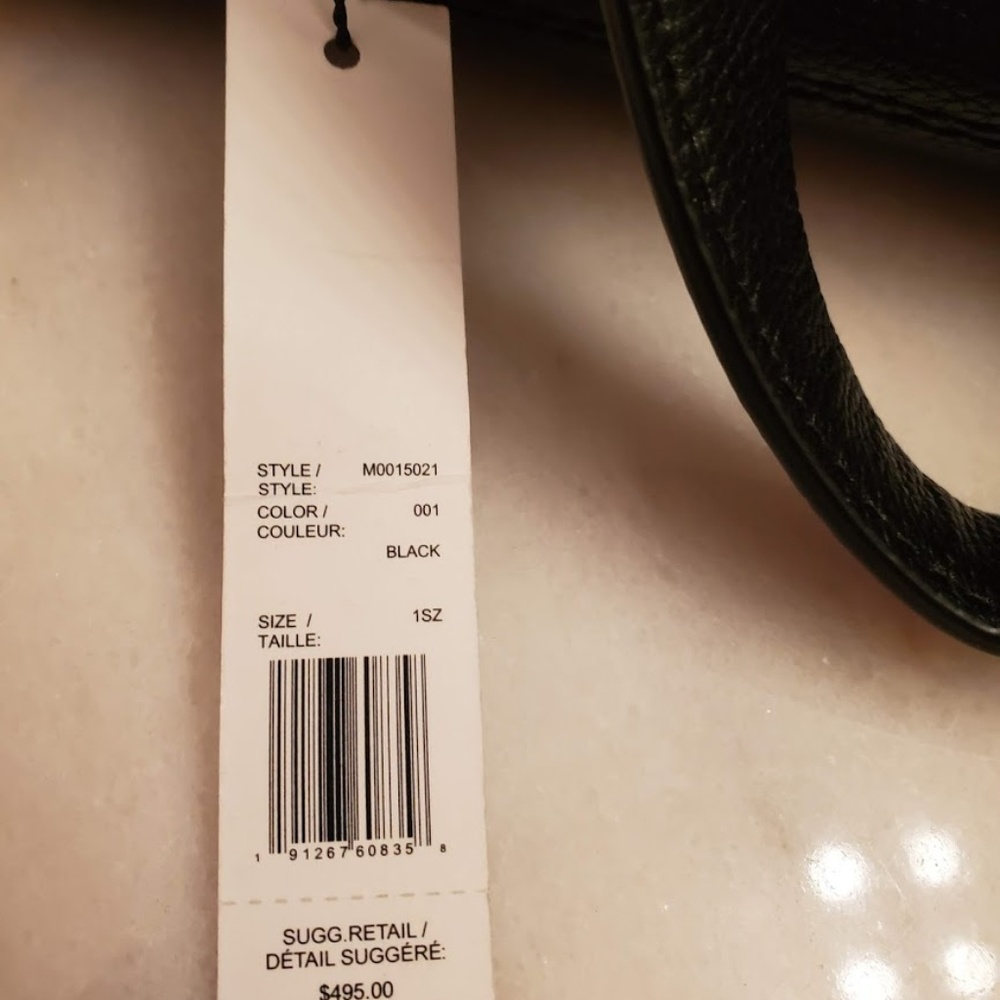 STYLE / M0015021
STYLE:
COLOR / 001
COULEUR:
BLACK
SIZE / 1SZ
TAILLE:
1 91267 60835 8
SUGG.RETAIL /
DÉTAIL SUGGÉRÉ:
$495.00